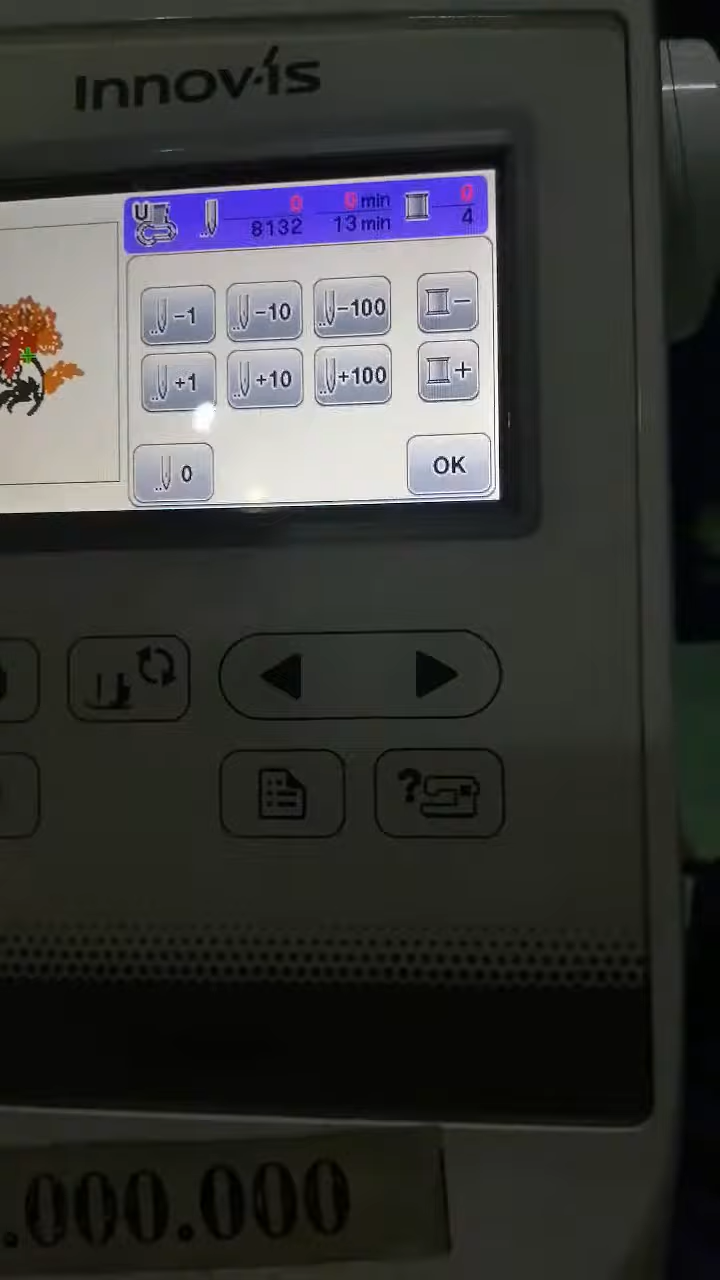 Innov-ís
0 0 min 0
8132 13 min 4
-1 -10 -100 -
+1 +10 +100 +
0 OK
?
.000.000